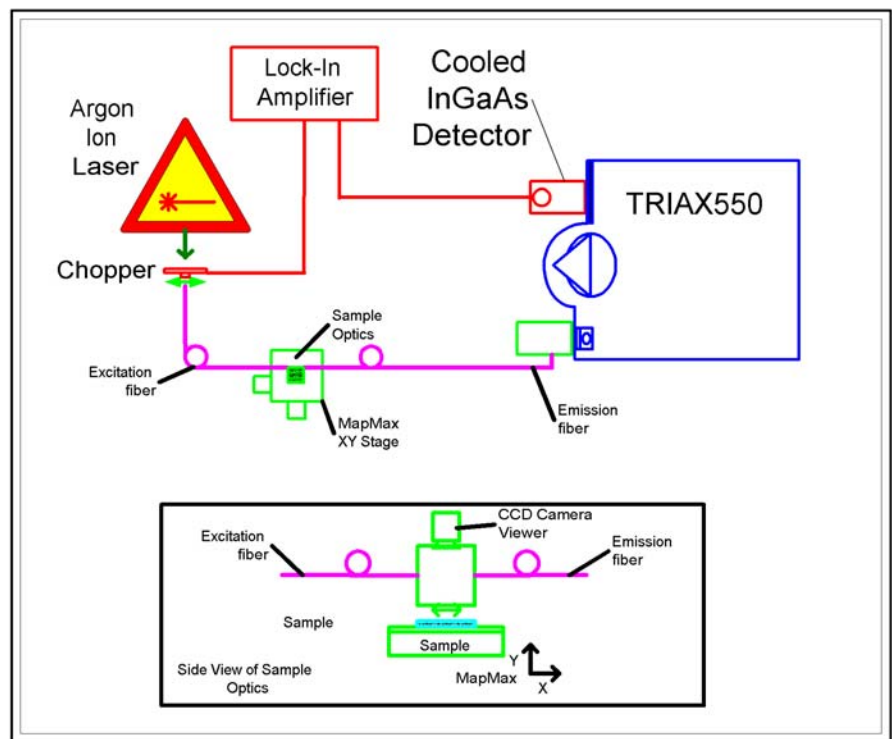 Lock-In
Amplifier
Cooled
InGaAs
Detector
Argon
Ion
Laser
TRIAX550
Chopper
Sample
Optics
Excitation
fiber
MapMax
XY Stage
Emission
fiber
CCD Camera
Viewer
Excitation
fiber
Emission
fiber
Sample
Sample
Side View of Sample
Optics
Y
MapMax
X